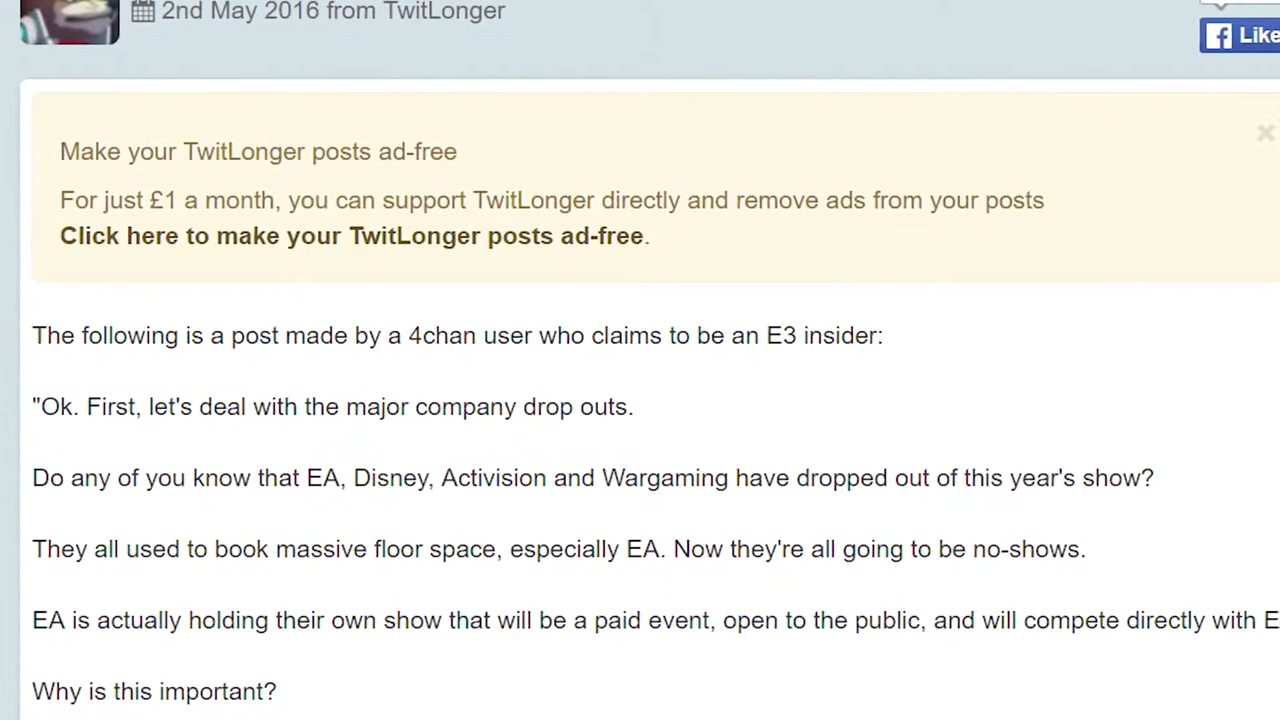 2nd May 2016 from TwitLonger
Like
Make your TwitLonger posts ad-free
For just £1 a month, you can support TwitLonger directly and remove ads from your posts
Click here to make your TwitLonger posts ad-free.
The following is a post made by a 4chan user who claims to be an E3 insider:
"Ok. First, let's deal with the major company drop outs.
Do any of you know that EA, Disney, Activision and Wargaming have dropped out of this year's show?
They all used to book massive floor space, especially EA. Now they're all going to be no-shows.
EA is actually holding their own show that will be a paid event, open to the public, and will compete directly with E
Why is this important?